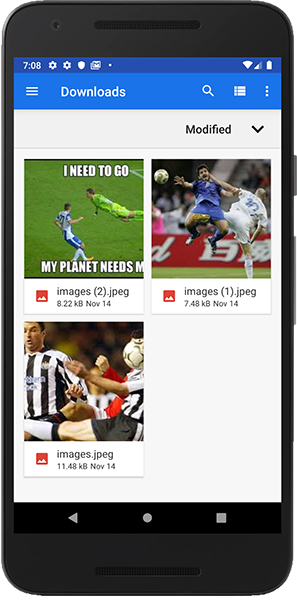 7:08
Downloads
Modified
I NEED TO GO
MY PLANET NEEDS M
images (2).jpeg
8.22 kB Nov 14
images (1).jpeg
7.48 kB Nov 14
images.jpeg
11.48 kB Nov 14